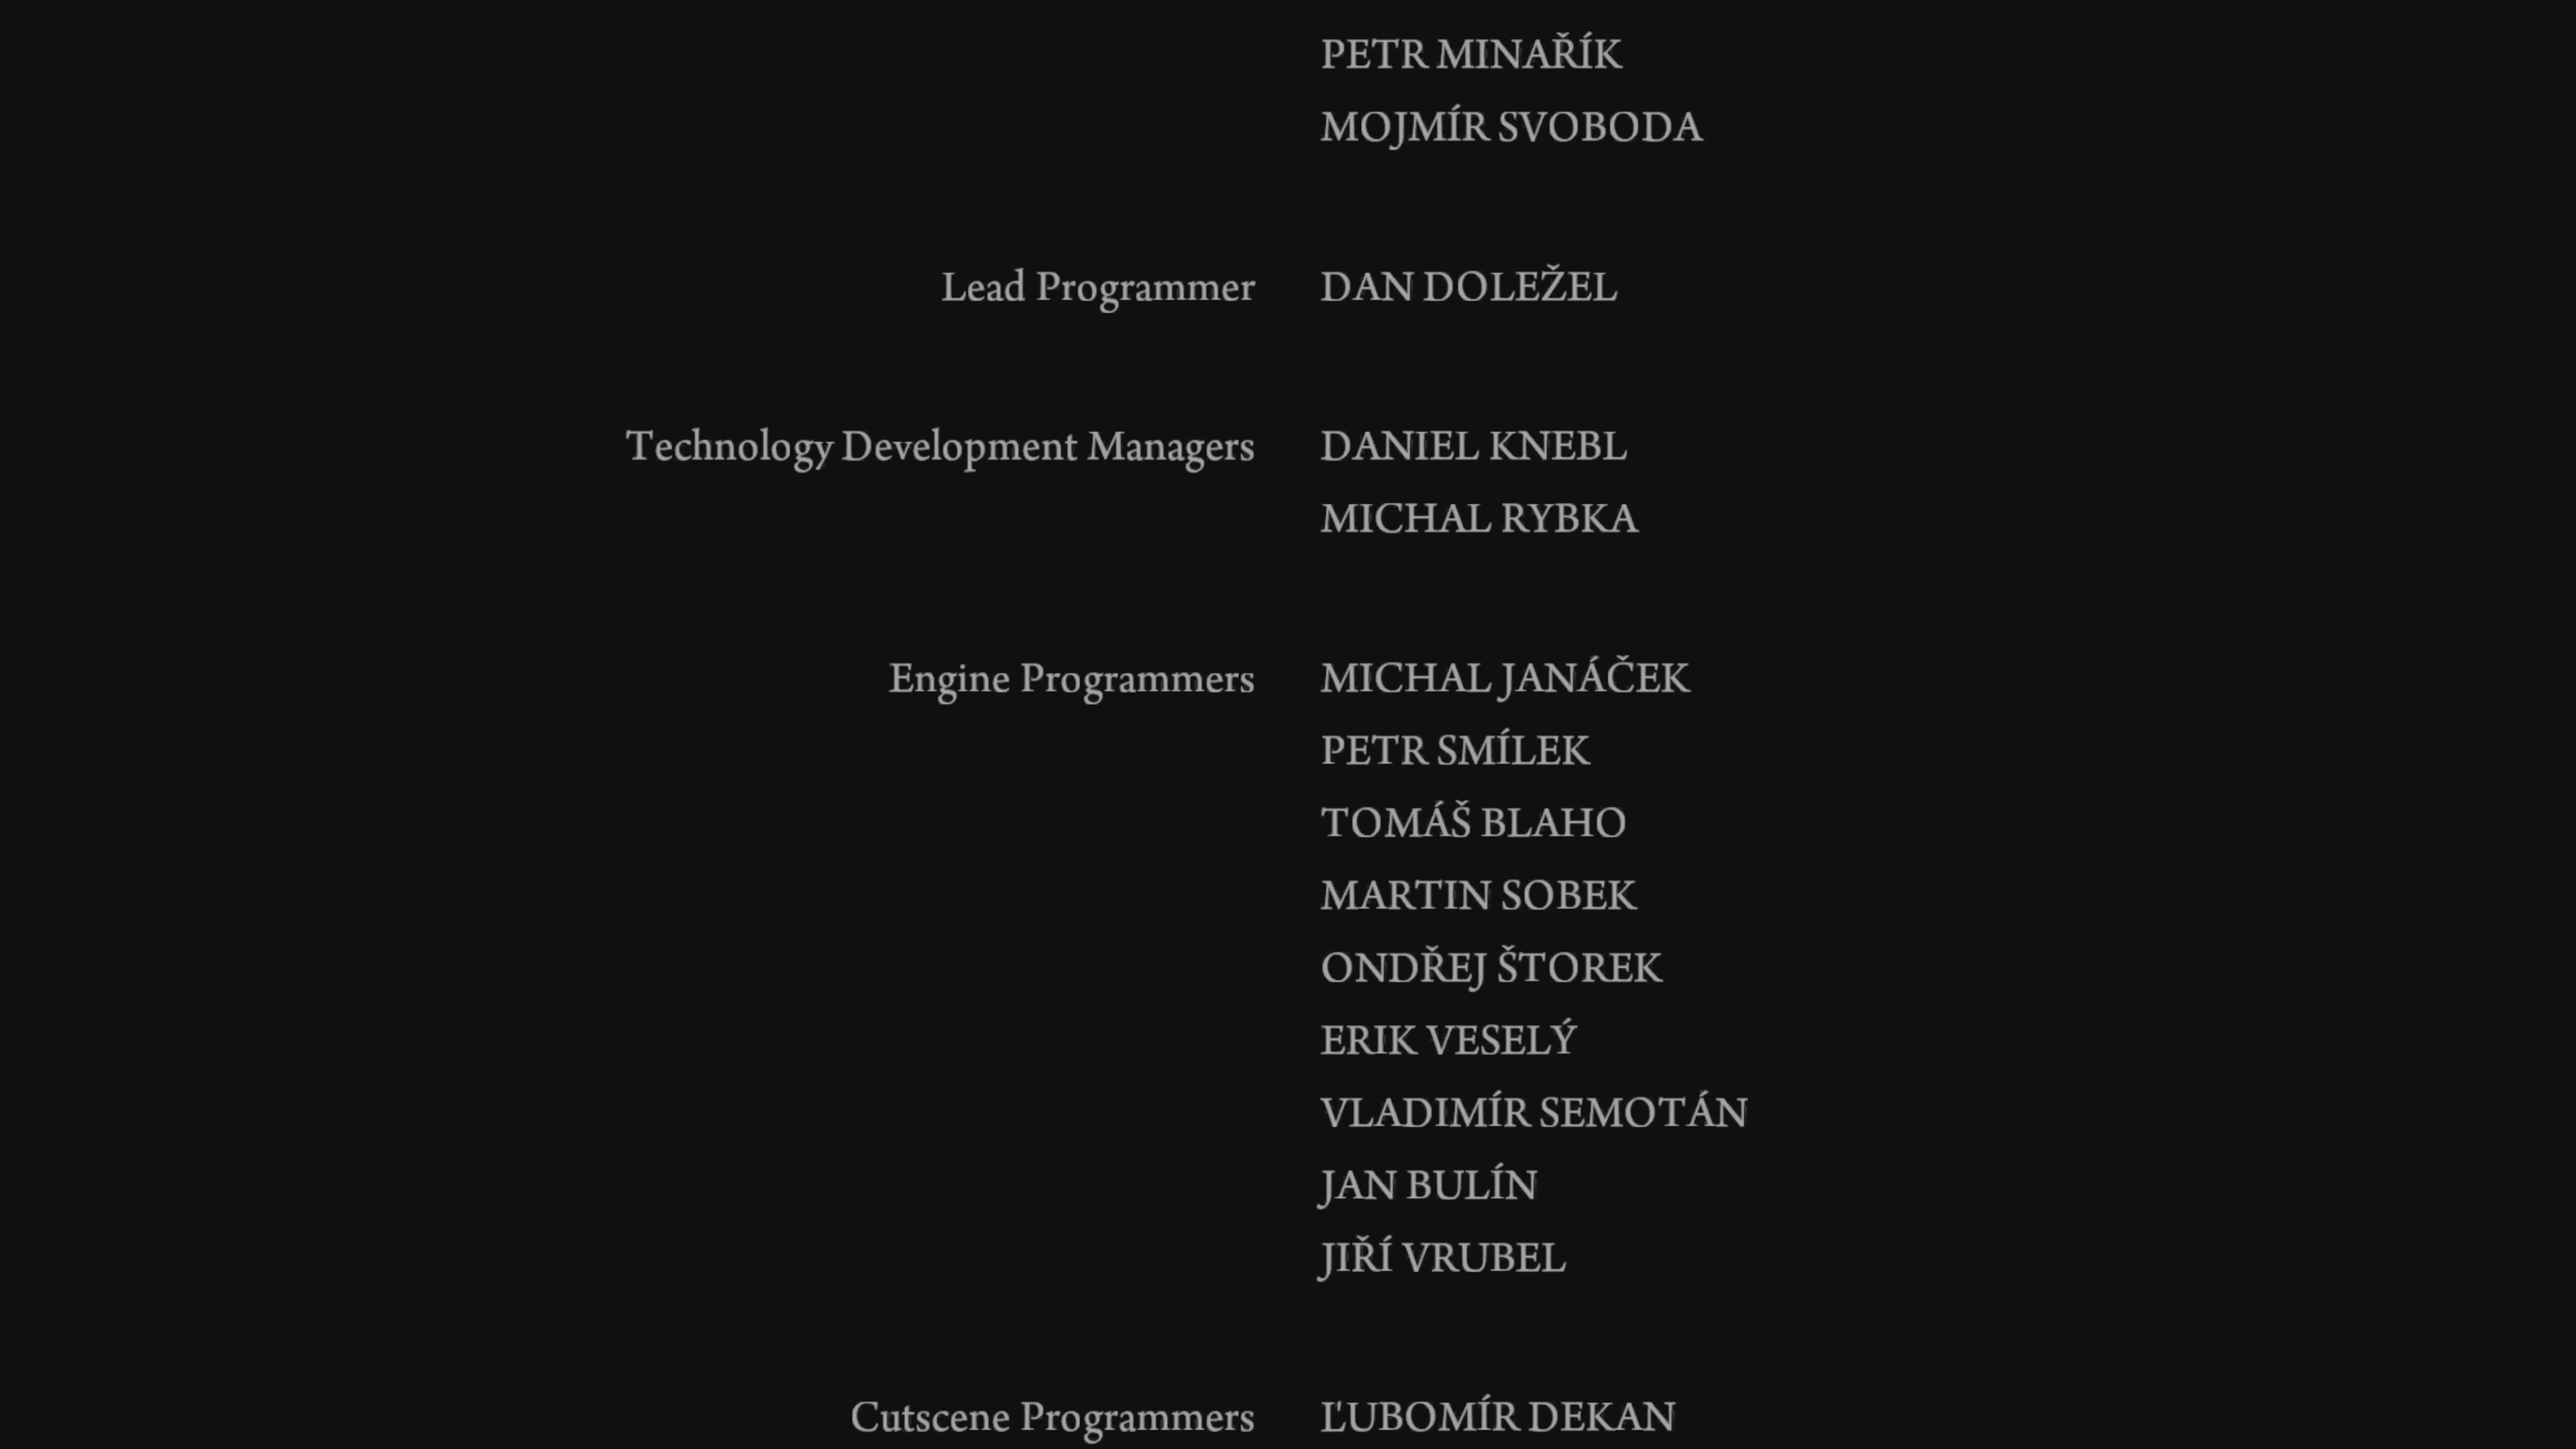 PETR MINAŘÍK
MOJMÍR SVOBODA
Lead Programmer DAN DOLEŽEL
Technology Development Managers DANIEL KNEBL
MICHAL RYBKA
Engine Programmers MICHAL JANÁČEK
PETR SMÍLEK
TOMÁŠ BLAHO
MARTIN SOBEK
ONDŘEJ ŠTOREK
ERIK VESELÝ
VLADIMÍR SEMOTÁN
JAN BULÍN
JIŘÍ VRUBEL
Cutscene Programmers ĽUBOMÍR DEKAN